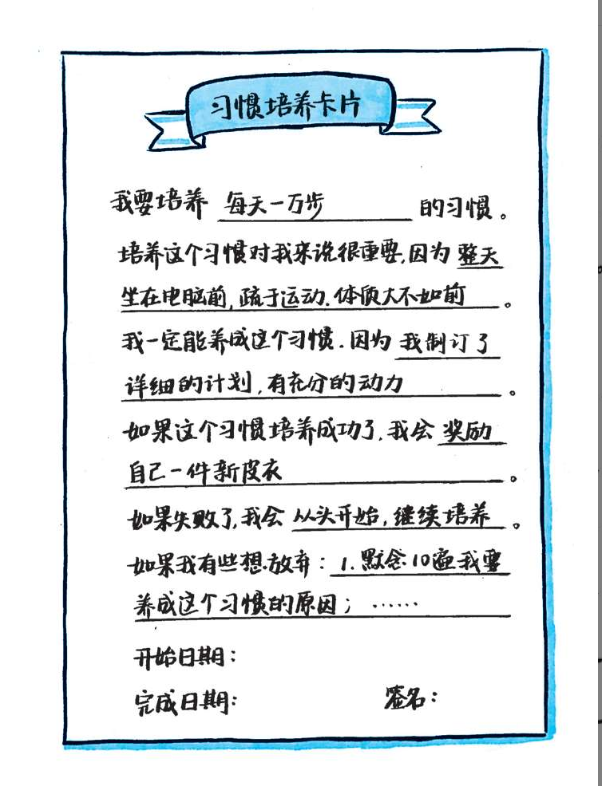 习惯培养卡片
我要培养 每天一万步 的习惯。
培养这个习惯对我来说很重要,因为 整天
坐在电脑前,疏于运动.体质大不如前。
我一定能养成这个习惯.因为 我制订了
详细的计划,有充分的动力。
如果这个习惯培养成功了,我会 奖励
自己一件新皮衣。
如果失败了,我会 从头开始,继续培养。
如果我有些想放弃:1.默念10遍我要
养成这个习惯的原因;……
开始日期:
完成日期: 签名: